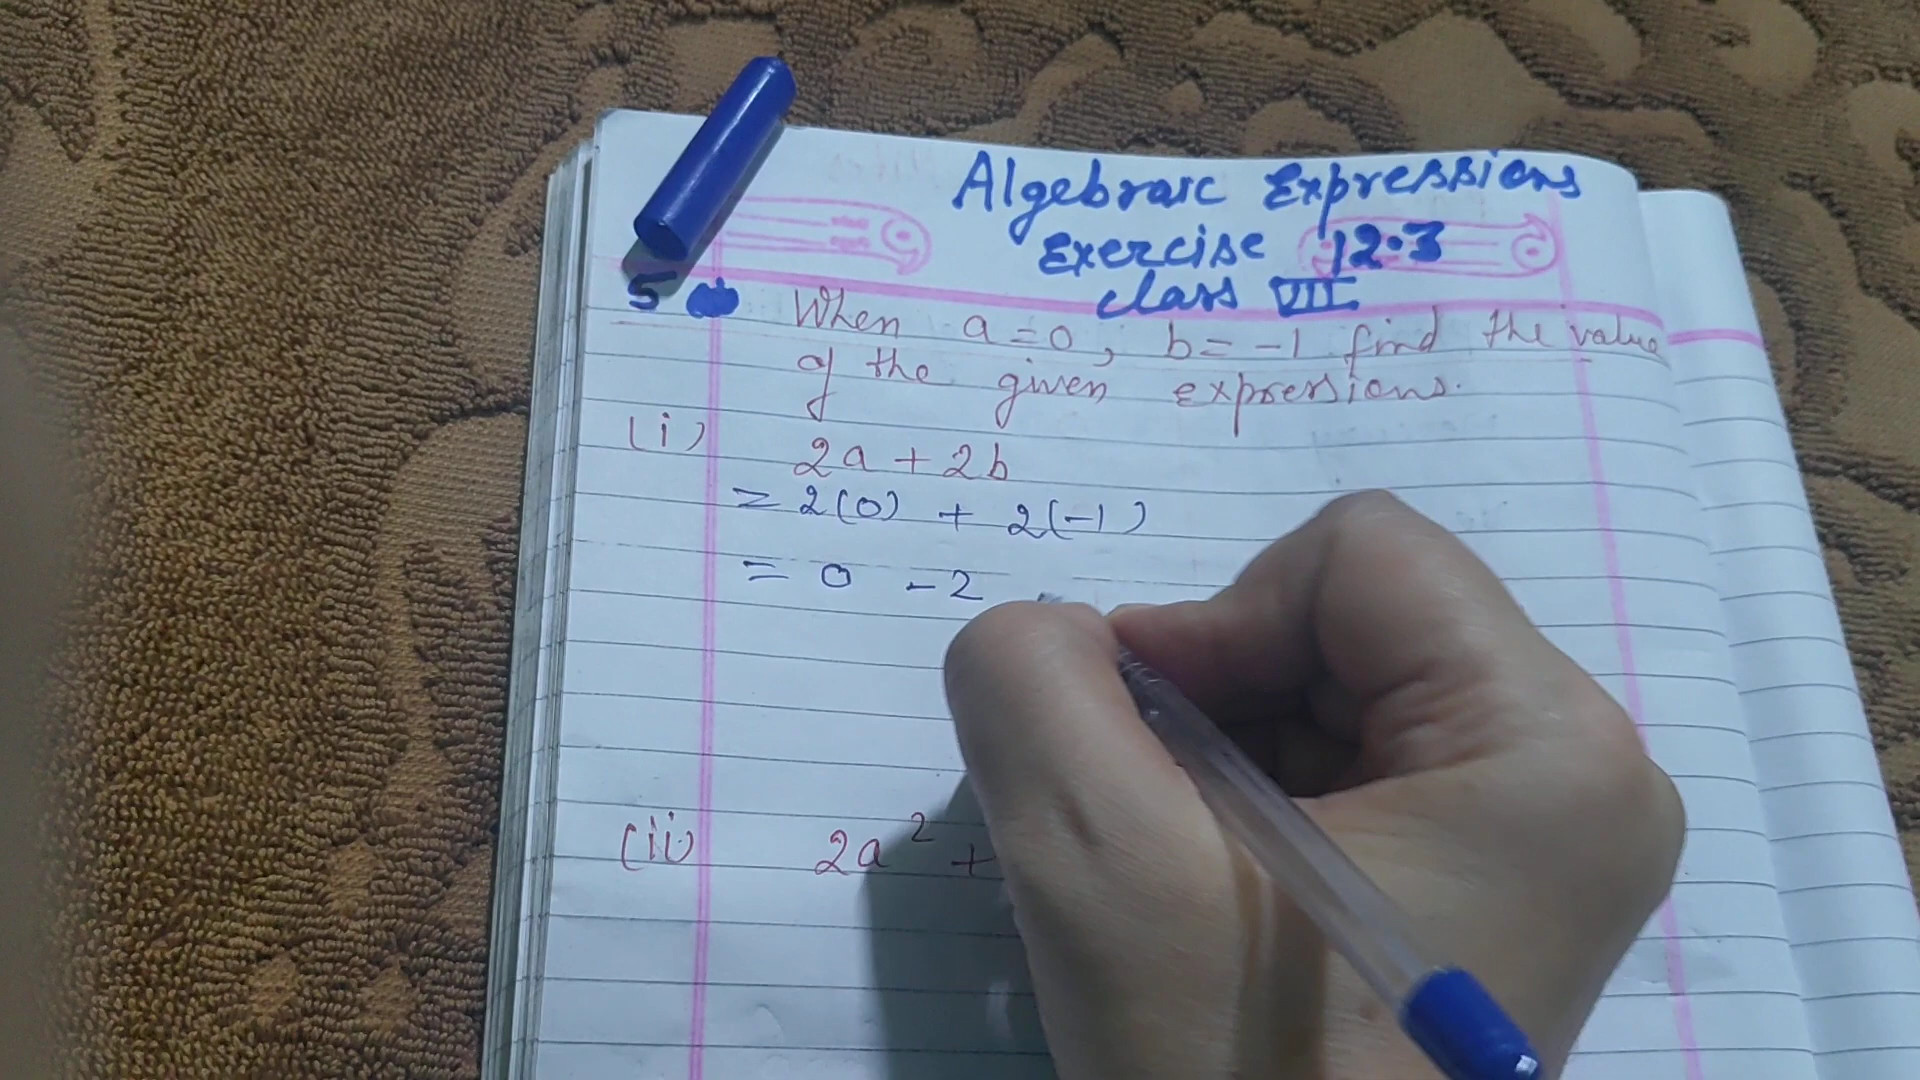 Algebraic Expressions
Exercise 12.3
class VII
5 When a=0, b= -1 find the value
of the given expressions.
(i) 2a + 2b
= 2(0) + 2(-1)
= 0 -2
(ii) 2a² +